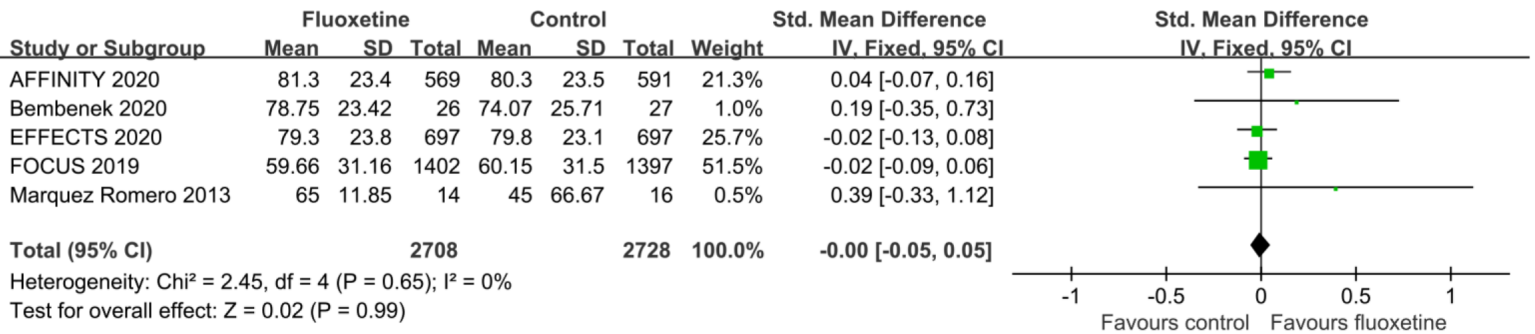 Fluoxetine Control Std. Mean Difference Std. Mean Difference
Study or Subgroup Mean SD Total Mean SD Total Weight IV, Fixed, 95% CI IV, Fixed, 95% CI
AFFINITY 2020 81.3 23.4 569 80.3 23.5 591 21.3% 0.04 [-0.07, 0.16]
Bembenek 2020 78.75 23.42 26 74.07 25.71 27 1.0% 0.19 [-0.35, 0.73]
EFFECTS 2020 79.3 23.8 697 79.8 23.1 697 25.7% -0.02 [-0.13, 0.08]
FOCUS 2019 59.66 31.16 1402 60.15 31.5 1397 51.5% -0.02 [-0.09, 0.06]
Marquez Romero 2013 65 11.85 14 45 66.67 16 0.5% 0.39 [-0.33, 1.12]
Total (95% CI) 2708 2728 100.0% -0.00 [-0.05, 0.05]
Heterogeneity: Chi² = 2.45, df = 4 (P = 0.65); I² = 0%
Test for overall effect: Z = 0.02 (P = 0.99)
-1 -0.5 0 0.5 1
Favours control Favours fluoxetine